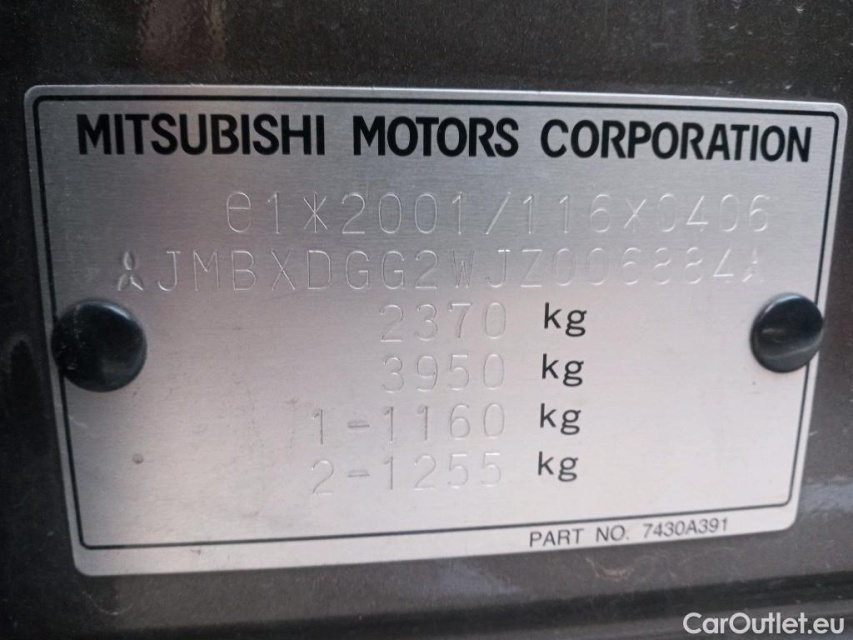 MITSUBISHI MOTORS CORPORATION
e1*2001/116*0406
JMBXDGG2WJZ006884
2370 kg
3950 kg
1-1160 kg
2-1255 kg
PART NO. 7430A391
CarOutlet.eu